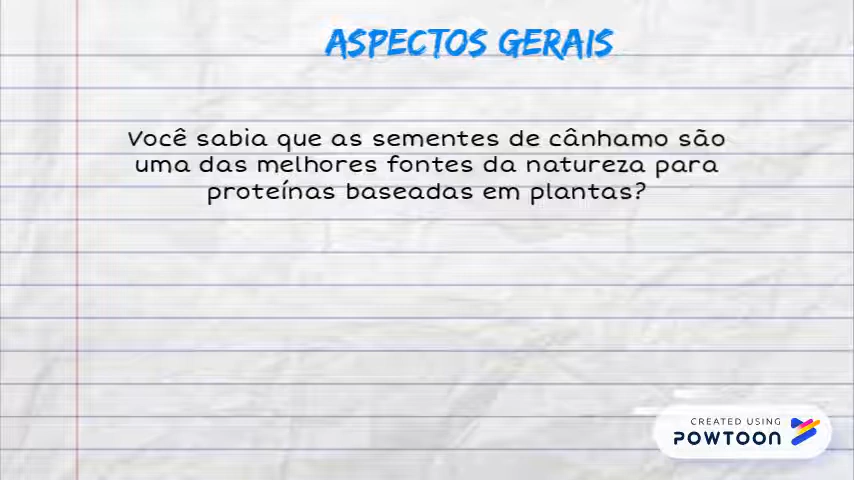 ASPECTOS GERAIS
Você sabia que as sementes de cânhamo são
uma das melhores fontes da natureza para
proteínas baseadas em plantas?
CREATED USING
POWTOON